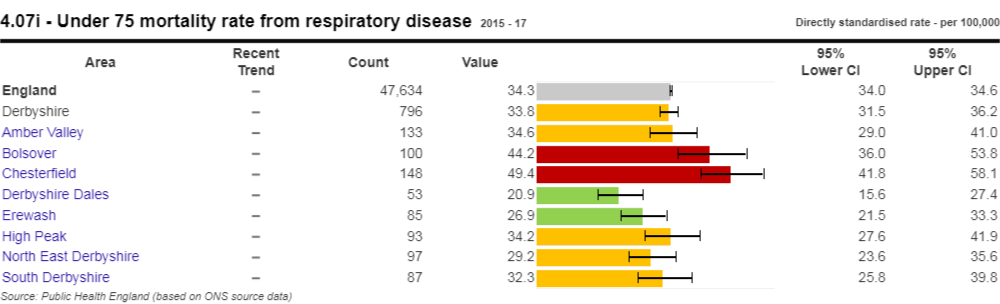 4.07i - Under 75 mortality rate from respiratory disease 2015 - 17 Directly standardised rate - per 100,000
Area Recent Trend Count Value 95% Lower CI 95% Upper CI
England – 47,634 34.3 34.0 34.6
Derbyshire – 796 33.8 31.5 36.2
Amber Valley – 133 34.6 29.0 41.0
Bolsover – 100 44.2 36.0 53.8
Chesterfield – 148 49.4 41.8 58.1
Derbyshire Dales – 53 20.9 15.6 27.4
Erewash – 85 26.9 21.5 33.3
High Peak – 93 34.2 27.6 41.9
North East Derbyshire – 97 29.2 23.6 35.6
South Derbyshire – 87 32.3 25.8 39.8
Source: Public Health England (based on ONS source data)